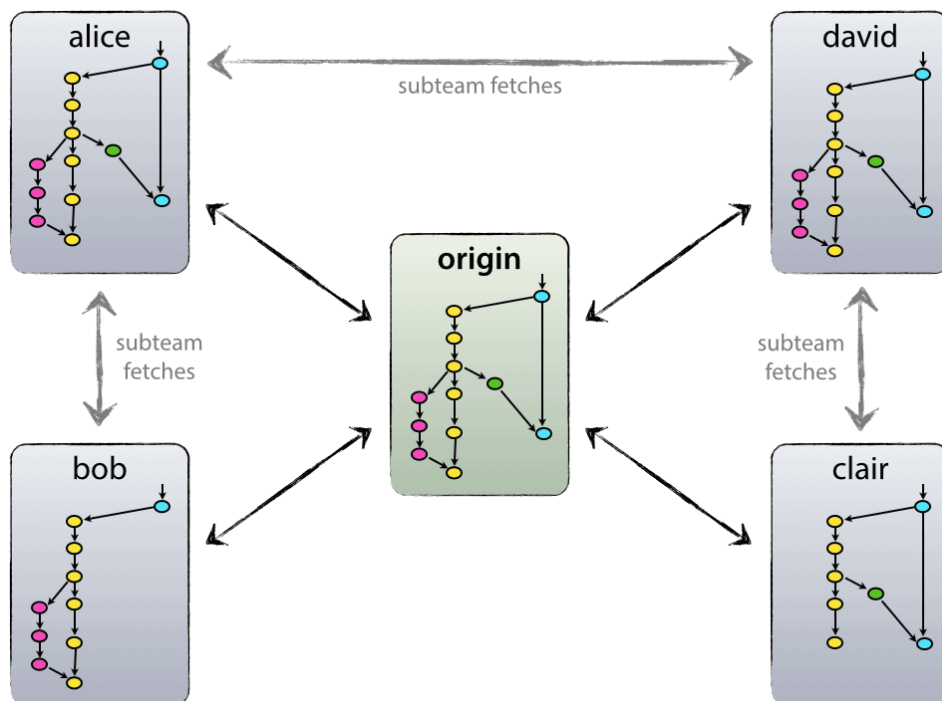 alice
david
subteam fetches
origin
subteam
fetches
subteam
fetches
bob
clair